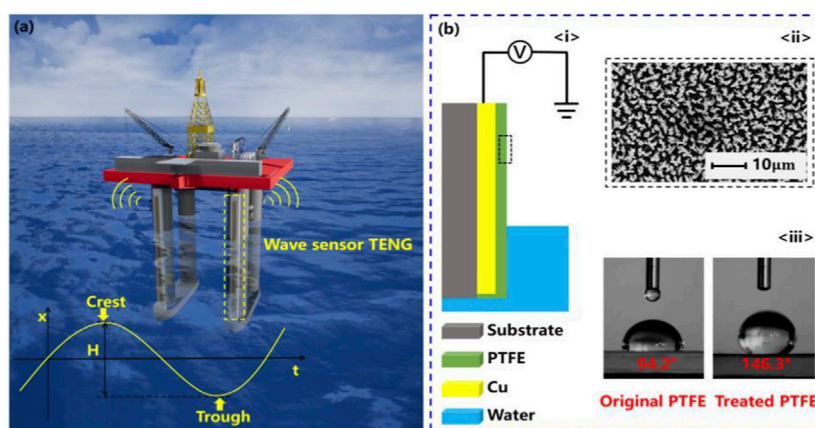 (a)
Wave sensor TENG
Crest
x
H
t
Trough
(b)
<i>
V
<ii>
10μm
<iii>
Substrate
PTFE
Cu
Water
94.2°
146.3°
Original PTFE
Treated PTFE